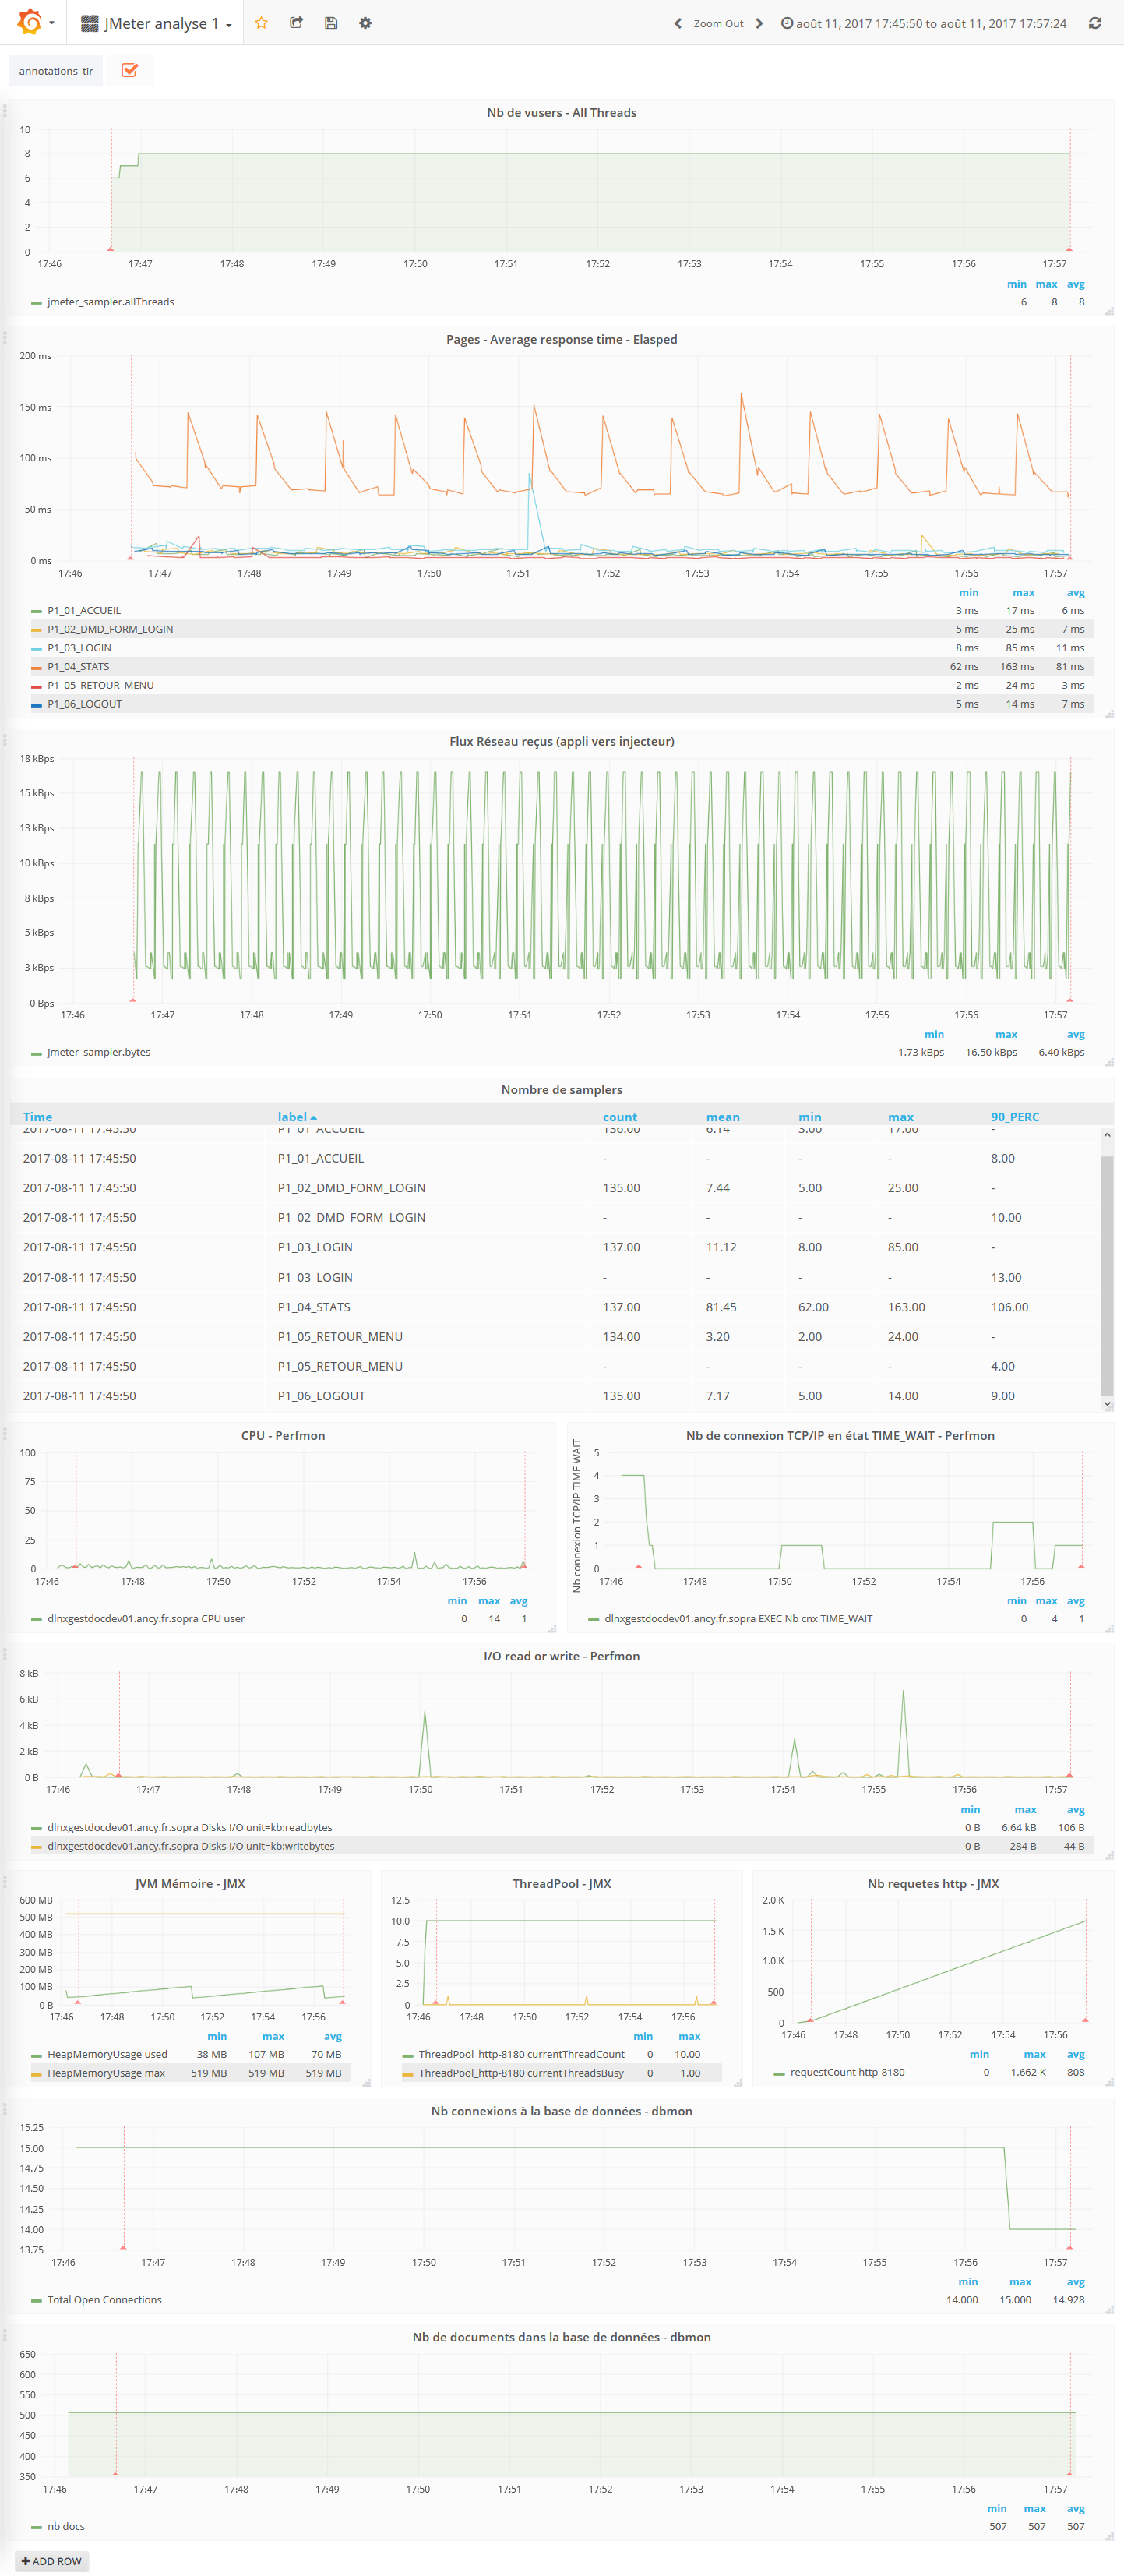 JMeter analyse 1
Zoom Out
août 11, 2017 17:45:50 to août 11, 2017 17:57:24
annotations_tir
Nb de vusers - All Threads
10
8
6
4
2
0
17:46 17:47 17:48 17:49 17:50 17:51 17:52 17:53 17:54 17:55 17:56 17:57
min max avg
jmeter_sampler.allThreads 6 8 8
Pages - Average response time - Elasped
200 ms
150 ms
100 ms
50 ms
0 ms
17:46 17:47 17:48 17:49 17:50 17:51 17:52 17:53 17:54 17:55 17:56 17:57
min max avg
P1_01_ACCUEIL 3 ms 17 ms 6 ms
P1_02_DMD_FORM_LOGIN 5 ms 25 ms 7 ms
P1_03_LOGIN 8 ms 85 ms 11 ms
P1_04_STATS 62 ms 163 ms 81 ms
P1_05_RETOUR_MENU 2 ms 24 ms 3 ms
P1_06_LOGOUT 5 ms 14 ms 7 ms
Flux Réseau reçus (appli vers injecteur)
18 kBps
15 kBps
13 kBps
10 kBps
8 kBps
5 kBps
3 kBps
0 Bps
17:46 17:47 17:48 17:49 17:50 17:51 17:52 17:53 17:54 17:55 17:56 17:57
min max avg
jmeter_sampler.bytes 1.73 kBps 16.50 kBps 6.40 kBps
Nombre de samplers
Time label count mean min max 90_PERC
2017-08-11 17:45:50 P1_01_ACCUEIL 136.00 6.14 3.00 17.00 -
2017-08-11 17:45:50 P1_01_ACCUEIL - - - - 8.00
2017-08-11 17:45:50 P1_02_DMD_FORM_LOGIN 135.00 7.44 5.00 25.00 -
2017-08-11 17:45:50 P1_02_DMD_FORM_LOGIN - - - - 10.00
2017-08-11 17:45:50 P1_03_LOGIN 137.00 11.12 8.00 85.00 -
2017-08-11 17:45:50 P1_03_LOGIN - - - - 13.00
2017-08-11 17:45:50 P1_04_STATS 137.00 81.45 62.00 163.00 106.00
2017-08-11 17:45:50 P1_05_RETOUR_MENU 134.00 3.20 2.00 24.00 -
2017-08-11 17:45:50 P1_05_RETOUR_MENU - - - - 4.00
2017-08-11 17:45:50 P1_06_LOGOUT 135.00 7.17 5.00 14.00 9.00
CPU - Perfmon
100
75
50
25
0
17:46 17:48 17:50 17:52 17:54 17:56
min max avg
dlnxgestdocdev01.ancy.fr.sopra CPU user 0 14 1
Nb de connexion TCP/IP en état TIME_WAIT - Perfmon
Nb connexion TCP/IP TIME WAIT
5
4
3
2
1
0
17:46 17:48 17:50 17:52 17:54 17:56
min max avg
dlnxgestdocdev01.ancy.fr.sopra EXEC Nb cnx TIME_WAIT 0 4 1
I/O read or write - Perfmon
8 kB
6 kB
4 kB
2 kB
0 B
17:46 17:47 17:48 17:49 17:50 17:51 17:52 17:53 17:54 17:55 17:56 17:57
min max avg
dlnxgestdocdev01.ancy.fr.sopra Disks I/O unit=kb:readbytes 0 B 6.64 kB 106 B
dlnxgestdocdev01.ancy.fr.sopra Disks I/O unit=kb:writebytes 0 B 284 B 44 B
JVM Mémoire - JMX
600 MB
500 MB
400 MB
300 MB
200 MB
100 MB
0 B
17:46 17:48 17:50 17:52 17:54 17:56
min max avg
HeapMemoryUsage used 38 MB 107 MB 70 MB
HeapMemoryUsage max 519 MB 519 MB 519 MB
ThreadPool - JMX
12.5
10.0
7.5
5.0
2.5
0
17:46 17:48 17:50 17:52 17:54 17:56
min max
ThreadPool_http-8180 currentThreadCount 0 10.00
ThreadPool_http-8180 currentThreadsBusy 0 1.00
Nb requetes http - JMX
2.0 K
1.5 K
1.0 K
500
0
17:46 17:48 17:50 17:52 17:54 17:56
min max avg
requestCount http-8180 0 1.662 K 808
Nb connexions à la base de données - dbmon
15.25
15.00
14.75
14.50
14.25
14.00
13.75
17:46 17:47 17:48 17:49 17:50 17:51 17:52 17:53 17:54 17:55 17:56 17:57
min max avg
Total Open Connections 14.000 15.000 14.928
Nb de documents dans la base de données - dbmon
650
600
550
500
450
400
350
17:46 17:47 17:48 17:49 17:50 17:51 17:52 17:53 17:54 17:55 17:56 17:57
min max avg
nb docs 507 507 507
ADD ROW